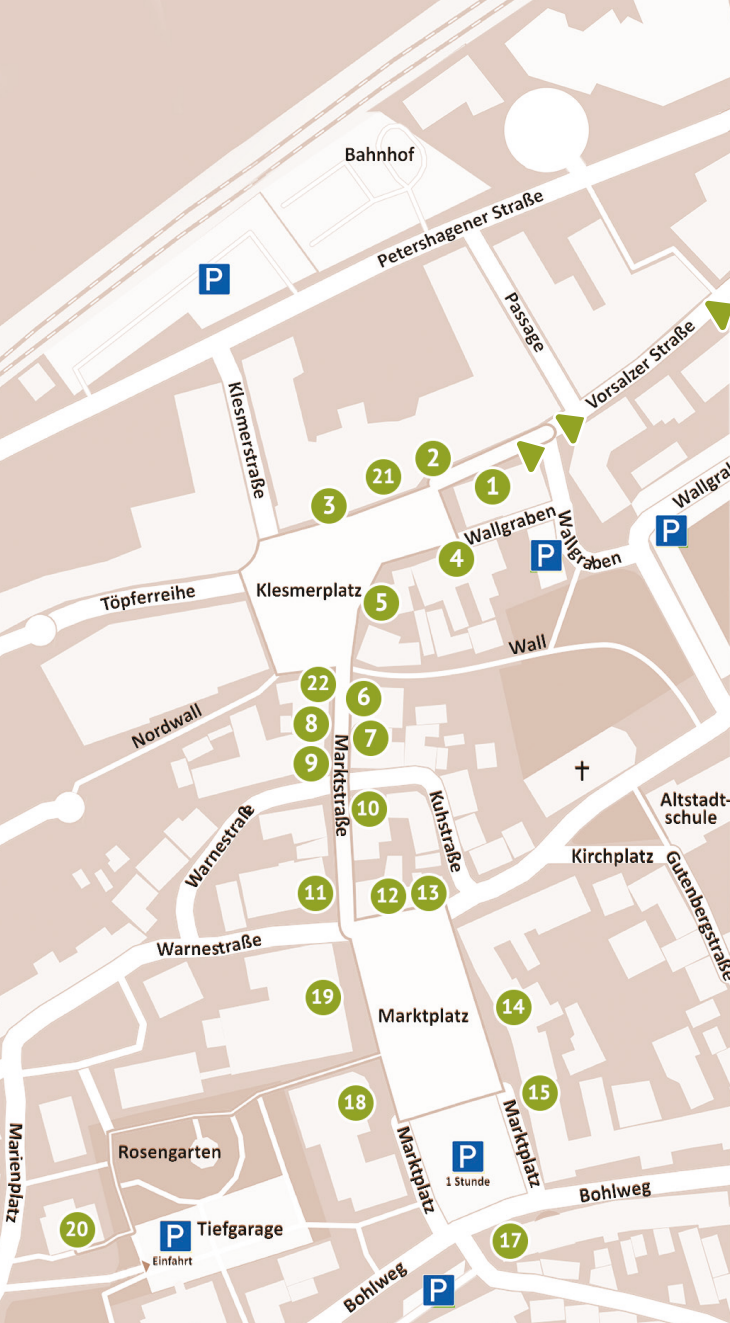 Bahnhof
Petershagener Straße
P
Passage
Vorsalzer Straße
Klesmerstraße
2
21
1
3
Wallgra
Wallgraben
Wallgraben
P
P
4
Töpferreihe
Klesmerplatz
5
Wall
22
6
Nordwall
8
7
9
Marktstraße
10
Kuhstraße
Altstadt-
schule
Warnestraße
Kirchplatz
Gutenbergstraße
11
12
13
Warnestraße
19
Marktplatz
14
18
15
Marienplatz
Rosengarten
Marktplatz
Marktplatz
P
1 Stunde
Bohlweg
20
P
Tiefgarage
Einfahrt
17
Bohlweg
P